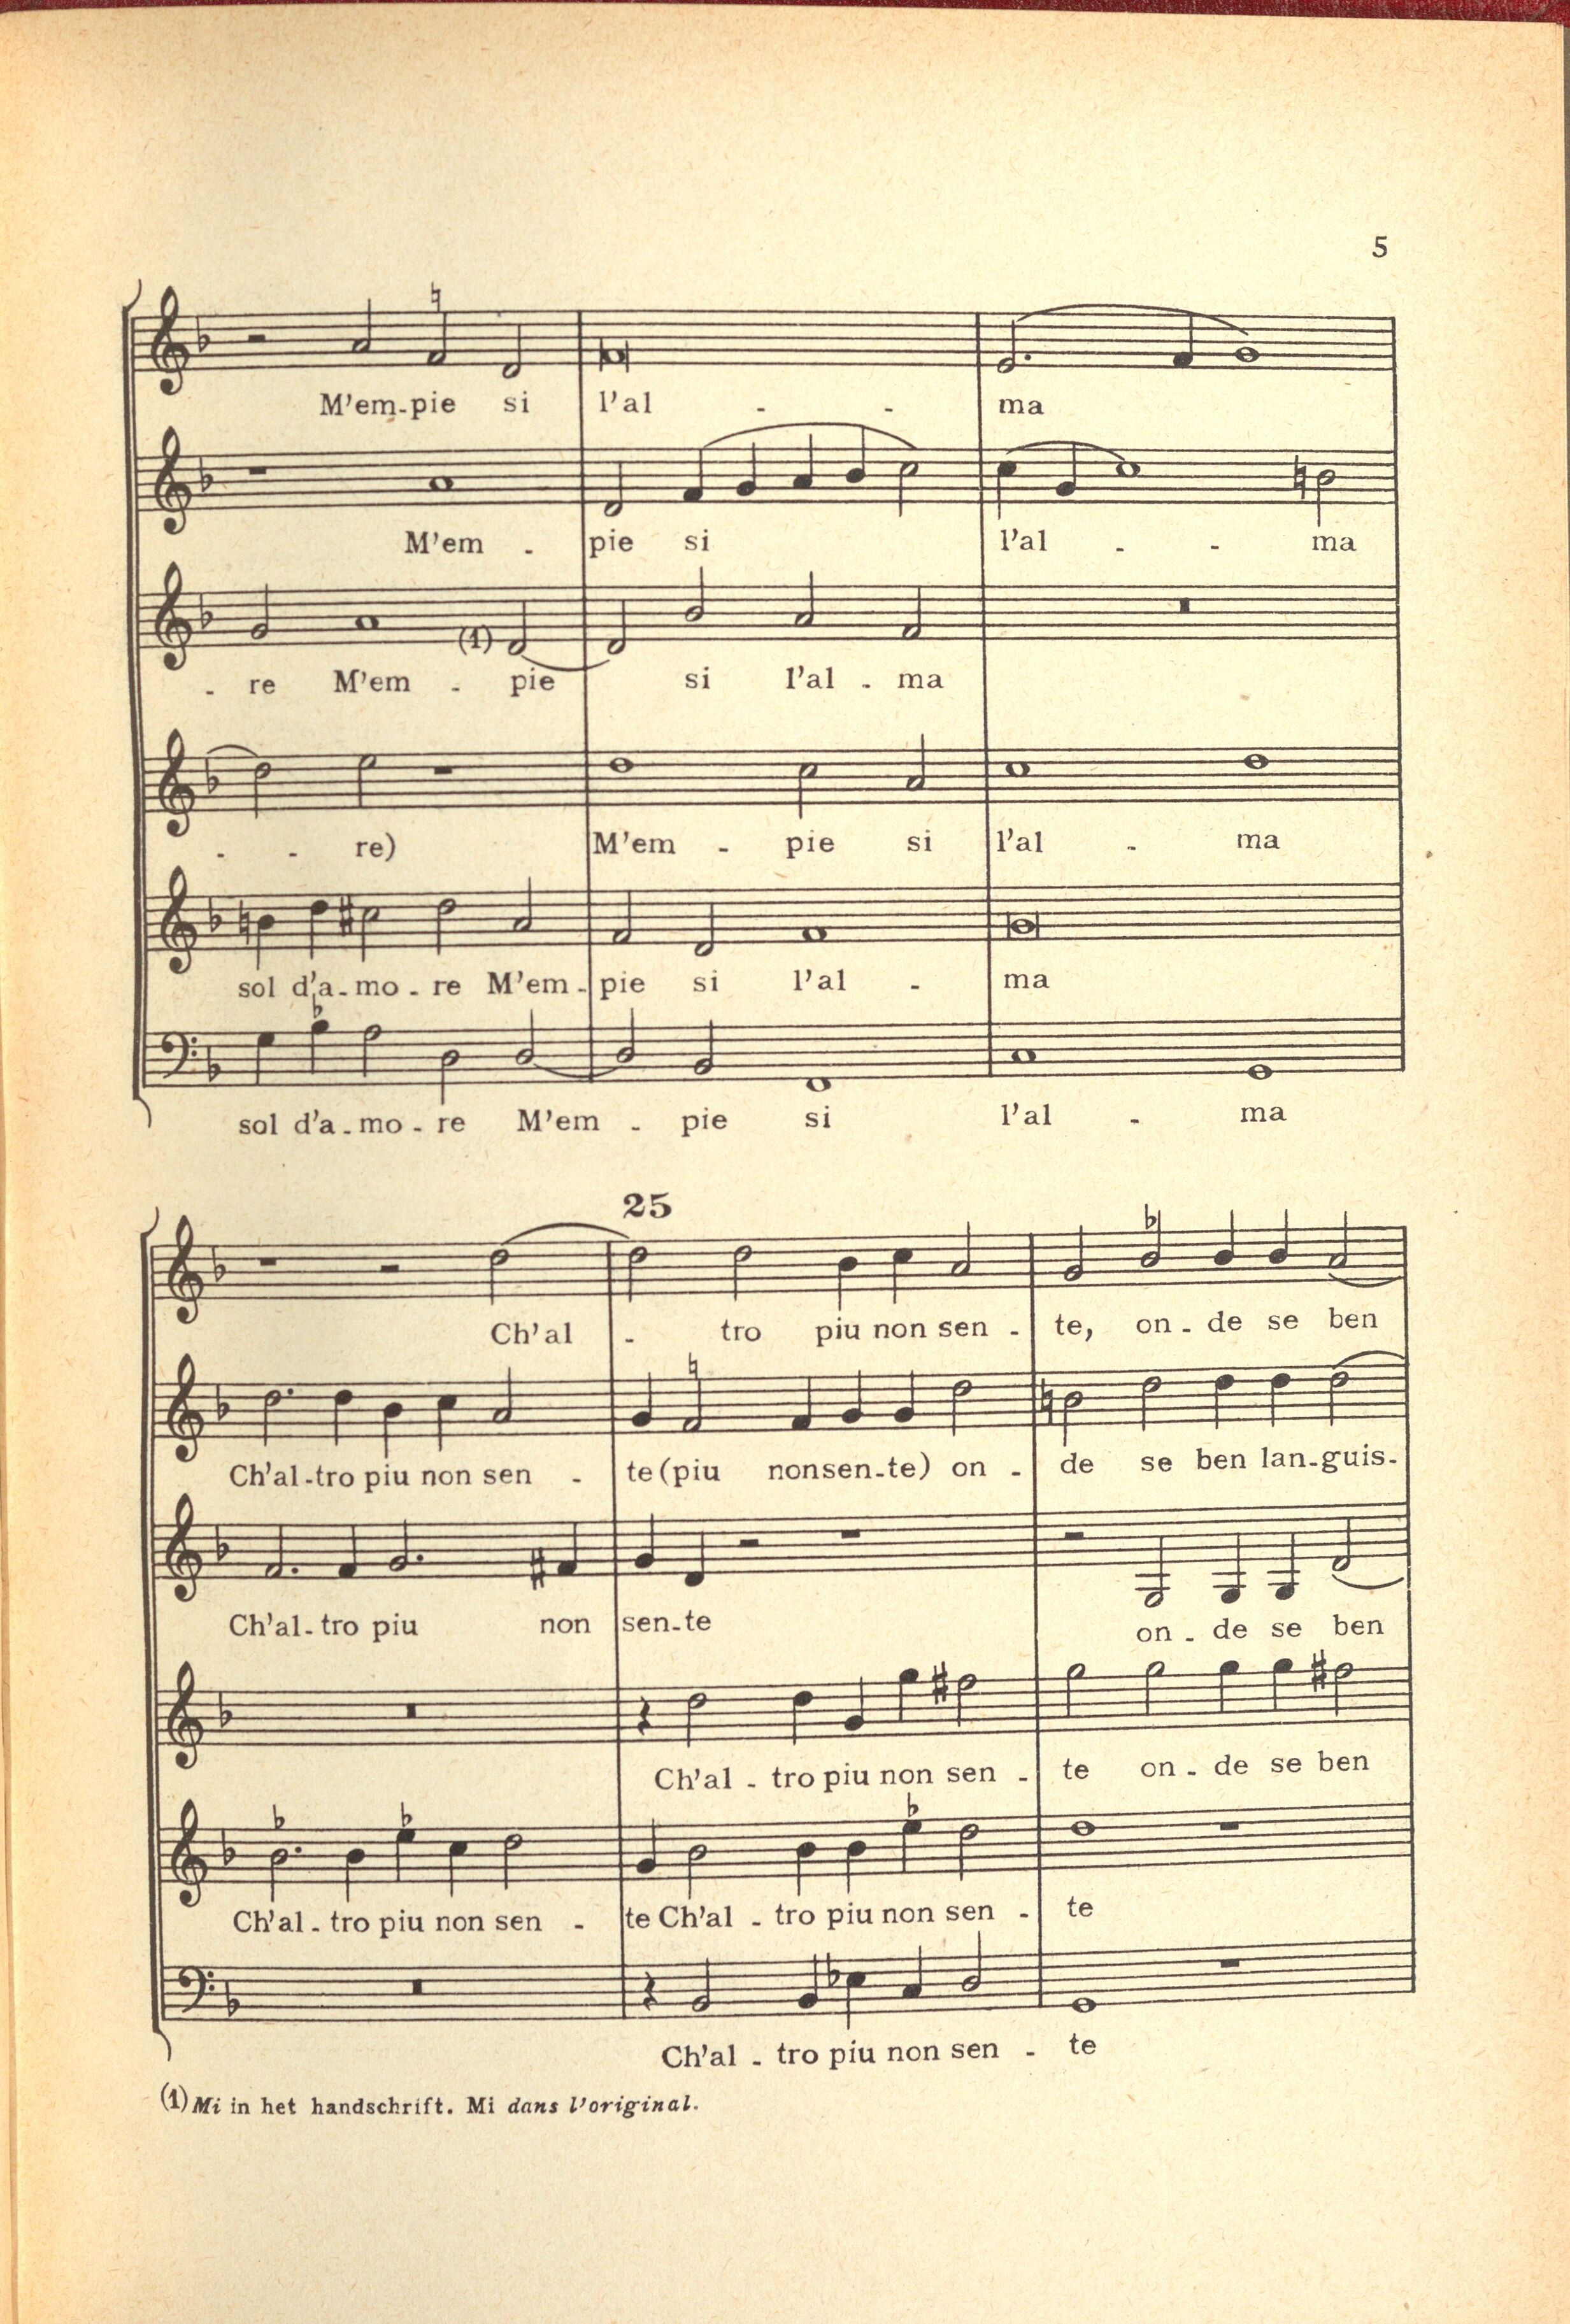 5
M'em-pie si l'al - - ma
M'em - pie si l'al - - ma
(1)
- re M'em - pie si l'al - ma
- - re) M'em - pie si l'al - ma
sol d'a-mo-re M'em-pie si l'al - ma
sol d'a-mo-re M'em - pie si l'al - ma
25
Ch'al - tro piu non sen - te, on - de se ben
Ch'al-tro piu non sen - te (piu non sen-te) on - de se ben lan-guis-
Ch'al-tro piu non sen-te on - de se ben
Ch'al - tro piu non sen - te on - de se ben
Ch'al - tro piu non sen - te Ch'al - tro piu non sen - te
Ch'al - tro piu non sen - te
(1) Mi in het handschrift. Mi dans l'original.